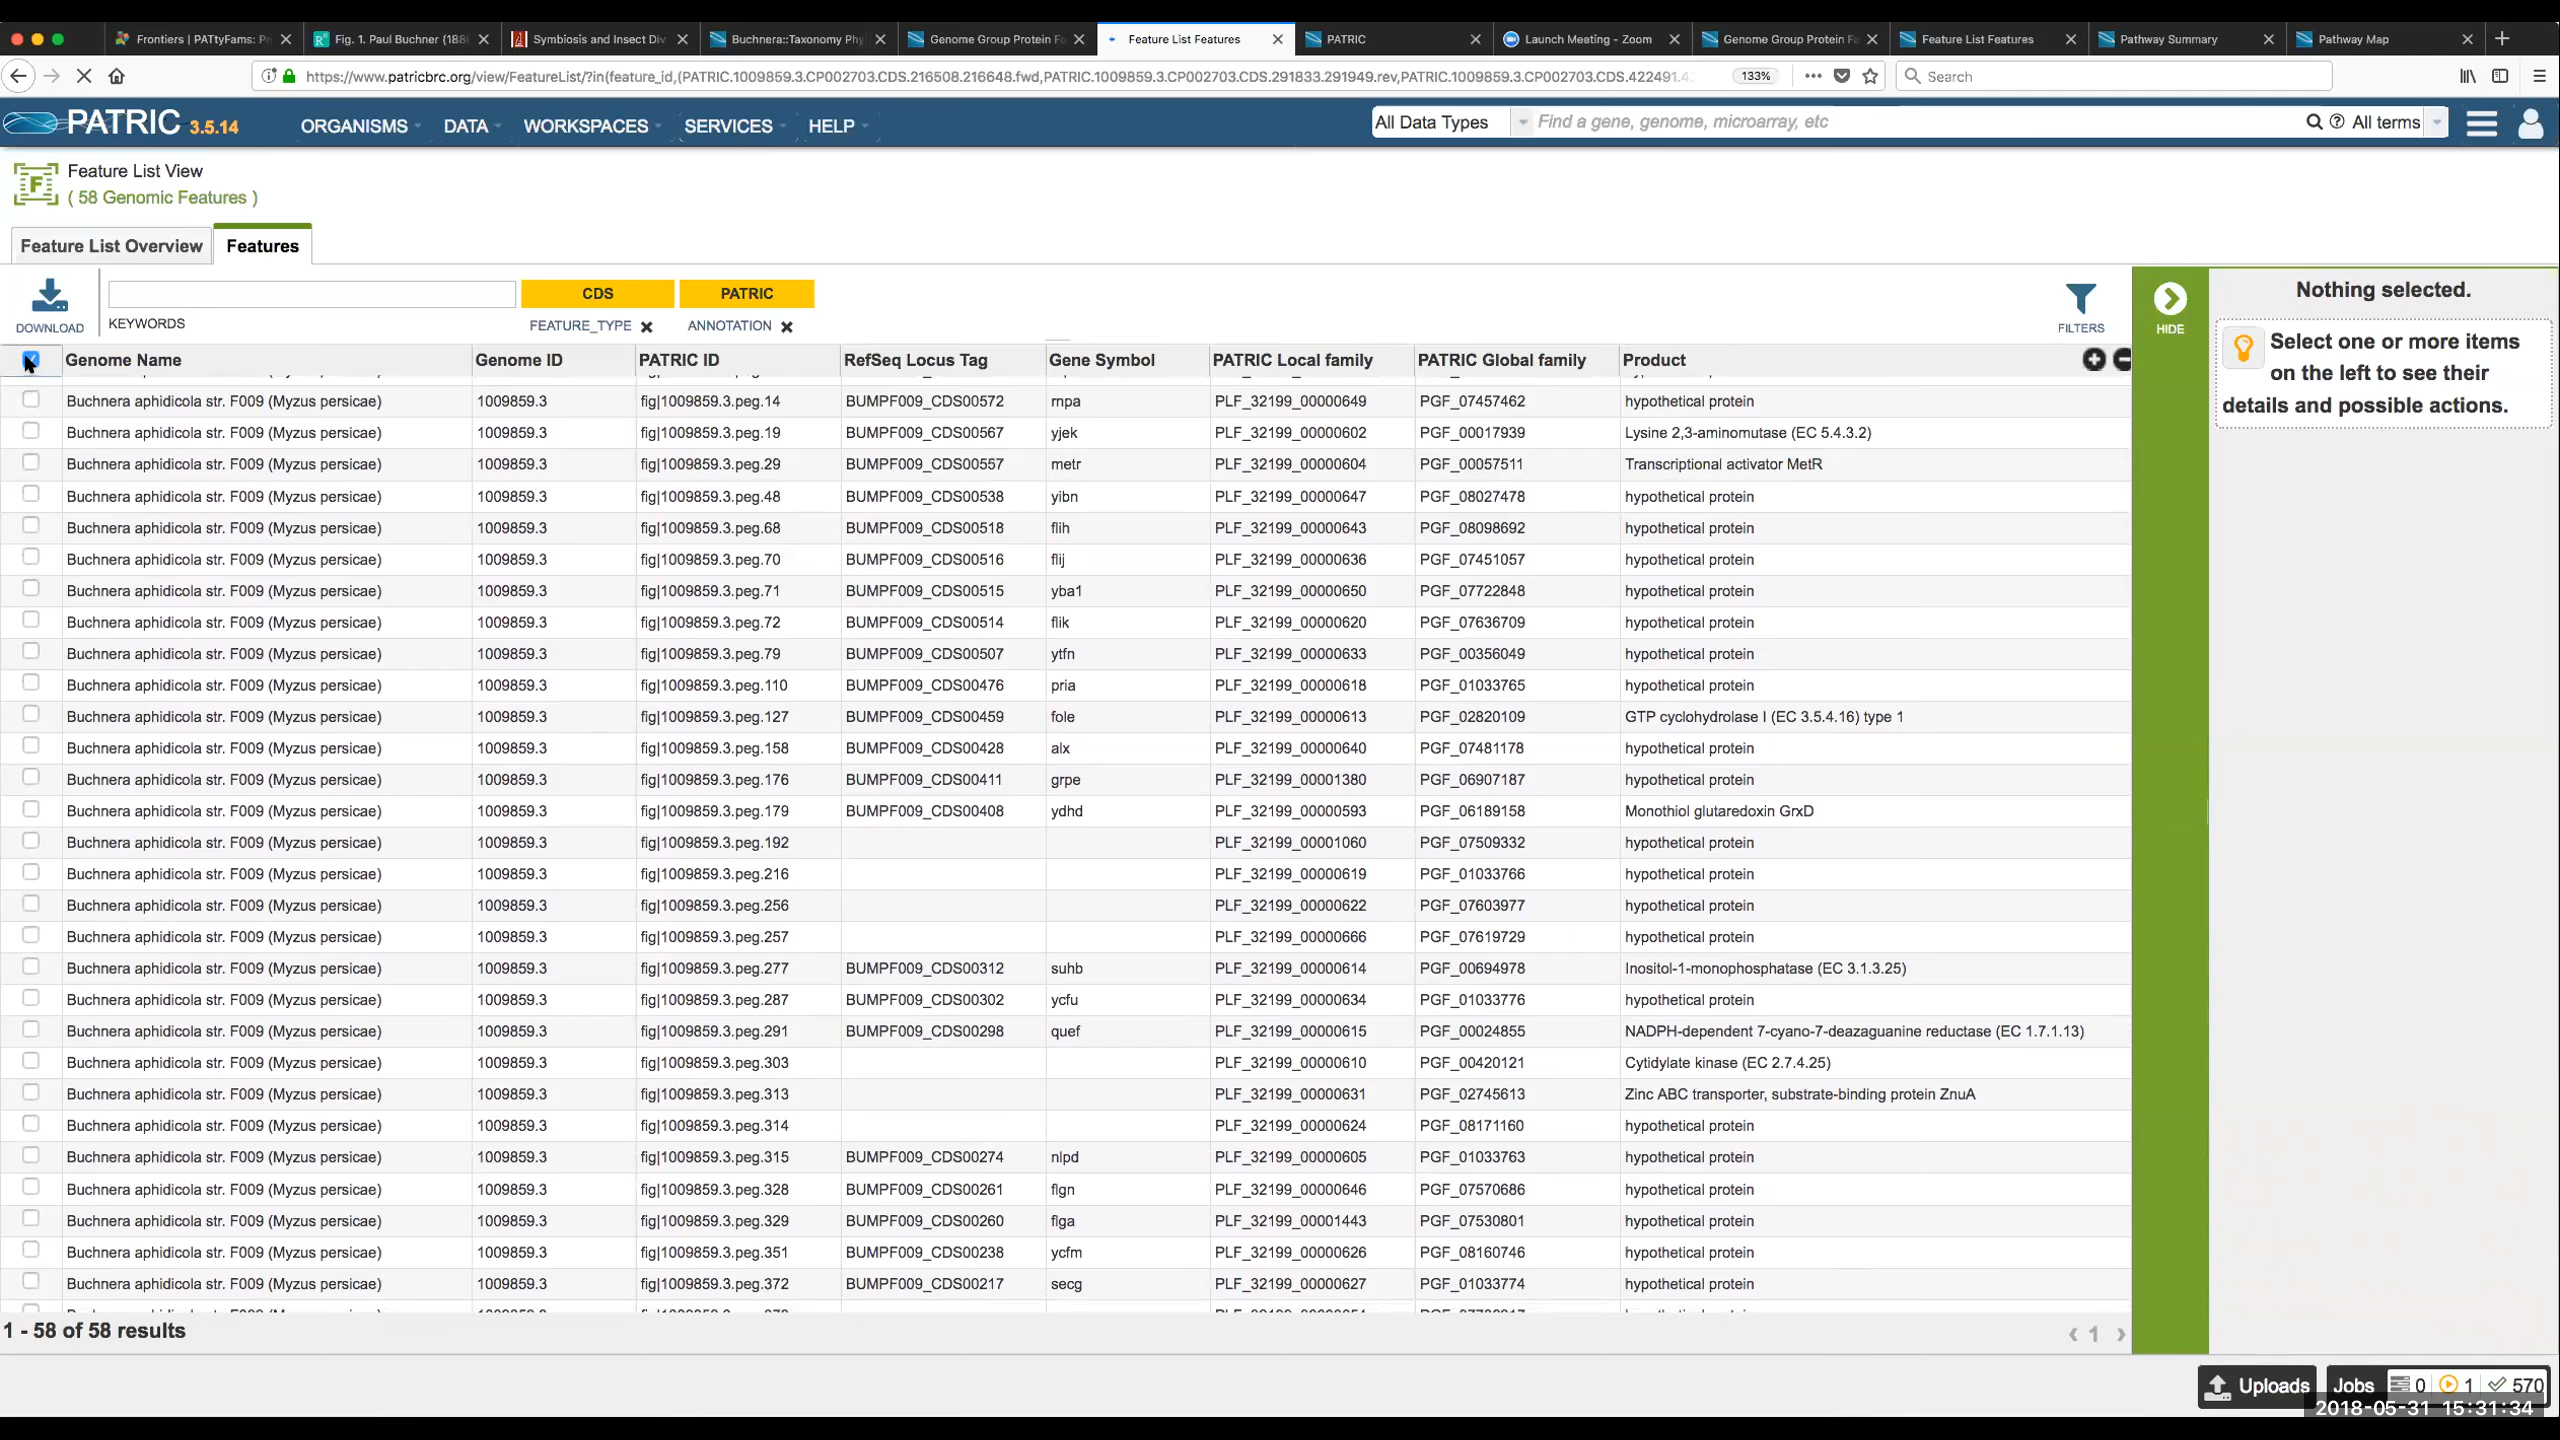 Frontiers | PATtyFams: Pr
Fig. 1. Paul Buchner (188
Symbiosis and Insect Div
Buchnera::Taxonomy Phy
Genome Group Protein Fa
Feature List Features
PATRIC
Launch Meeting - Zoom
Genome Group Protein Fa
Feature List Features
Pathway Summary
Pathway Map
https://www.patricbrc.org/view/FeatureList/?in(feature_id,(PATRIC.1009859.3.CP002703.CDS.216508.216648.fwd,PATRIC.1009859.3.CP002703.CDS.291833.291949.rev,PATRIC.1009859.3.CP002703.CDS.422491.42
133%
Search
PATRIC 3.5.14
ORGANISMS DATA WORKSPACES SERVICES HELP
All Data Types
Find a gene, genome, microarray, etc
All terms
Feature List View
( 58 Genomic Features )
Feature List Overview
Features
DOWNLOAD
KEYWORDS
CDS
FEATURE_TYPE
PATRIC
ANNOTATION
FILTERS
HIDE
Nothing selected.
Select one or more items
on the left to see their
details and possible actions.
Genome Name Genome ID PATRIC ID RefSeq Locus Tag Gene Symbol PATRIC Local family PATRIC Global family Product
Buchnera aphidicola str. F009 (Myzus persicae) 1009859.3 fig|1009859.3.peg.14 BUMPF009_CDS00572 rnpa PLF_32199_00000649 PGF_07457462 hypothetical protein
Buchnera aphidicola str. F009 (Myzus persicae) 1009859.3 fig|1009859.3.peg.19 BUMPF009_CDS00567 yjek PLF_32199_00000602 PGF_00017939 Lysine 2,3-aminomutase (EC 5.4.3.2)
Buchnera aphidicola str. F009 (Myzus persicae) 1009859.3 fig|1009859.3.peg.29 BUMPF009_CDS00557 metr PLF_32199_00000604 PGF_00057511 Transcriptional activator MetR
Buchnera aphidicola str. F009 (Myzus persicae) 1009859.3 fig|1009859.3.peg.48 BUMPF009_CDS00538 yibn PLF_32199_00000647 PGF_08027478 hypothetical protein
Buchnera aphidicola str. F009 (Myzus persicae) 1009859.3 fig|1009859.3.peg.68 BUMPF009_CDS00518 flih PLF_32199_00000643 PGF_08098692 hypothetical protein
Buchnera aphidicola str. F009 (Myzus persicae) 1009859.3 fig|1009859.3.peg.70 BUMPF009_CDS00516 flij PLF_32199_00000636 PGF_07451057 hypothetical protein
Buchnera aphidicola str. F009 (Myzus persicae) 1009859.3 fig|1009859.3.peg.71 BUMPF009_CDS00515 yba1 PLF_32199_00000650 PGF_07722848 hypothetical protein
Buchnera aphidicola str. F009 (Myzus persicae) 1009859.3 fig|1009859.3.peg.72 BUMPF009_CDS00514 flik PLF_32199_00000620 PGF_07636709 hypothetical protein
Buchnera aphidicola str. F009 (Myzus persicae) 1009859.3 fig|1009859.3.peg.79 BUMPF009_CDS00507 ytfn PLF_32199_00000633 PGF_00356049 hypothetical protein
Buchnera aphidicola str. F009 (Myzus persicae) 1009859.3 fig|1009859.3.peg.110 BUMPF009_CDS00476 pria PLF_32199_00000618 PGF_01033765 hypothetical protein
Buchnera aphidicola str. F009 (Myzus persicae) 1009859.3 fig|1009859.3.peg.127 BUMPF009_CDS00459 fole PLF_32199_00000613 PGF_02820109 GTP cyclohydrolase I (EC 3.5.4.16) type 1
Buchnera aphidicola str. F009 (Myzus persicae) 1009859.3 fig|1009859.3.peg.158 BUMPF009_CDS00428 alx PLF_32199_00000640 PGF_07481178 hypothetical protein
Buchnera aphidicola str. F009 (Myzus persicae) 1009859.3 fig|1009859.3.peg.176 BUMPF009_CDS00411 grpe PLF_32199_00001380 PGF_06907187 hypothetical protein
Buchnera aphidicola str. F009 (Myzus persicae) 1009859.3 fig|1009859.3.peg.179 BUMPF009_CDS00408 ydhd PLF_32199_00000593 PGF_06189158 Monothiol glutaredoxin GrxD
Buchnera aphidicola str. F009 (Myzus persicae) 1009859.3 fig|1009859.3.peg.192 PLF_32199_00001060 PGF_07509332 hypothetical protein
Buchnera aphidicola str. F009 (Myzus persicae) 1009859.3 fig|1009859.3.peg.216 PLF_32199_00000619 PGF_01033766 hypothetical protein
Buchnera aphidicola str. F009 (Myzus persicae) 1009859.3 fig|1009859.3.peg.256 PLF_32199_00000622 PGF_07603977 hypothetical protein
Buchnera aphidicola str. F009 (Myzus persicae) 1009859.3 fig|1009859.3.peg.257 PLF_32199_00000666 PGF_07619729 hypothetical protein
Buchnera aphidicola str. F009 (Myzus persicae) 1009859.3 fig|1009859.3.peg.277 BUMPF009_CDS00312 suhb PLF_32199_00000614 PGF_00694978 Inositol-1-monophosphatase (EC 3.1.3.25)
Buchnera aphidicola str. F009 (Myzus persicae) 1009859.3 fig|1009859.3.peg.287 BUMPF009_CDS00302 ycfu PLF_32199_00000634 PGF_01033776 hypothetical protein
Buchnera aphidicola str. F009 (Myzus persicae) 1009859.3 fig|1009859.3.peg.291 BUMPF009_CDS00298 quef PLF_32199_00000615 PGF_00024855 NADPH-dependent 7-cyano-7-deazaguanine reductase (EC 1.7.1.13)
Buchnera aphidicola str. F009 (Myzus persicae) 1009859.3 fig|1009859.3.peg.303 PLF_32199_00000610 PGF_00420121 Cytidylate kinase (EC 2.7.4.25)
Buchnera aphidicola str. F009 (Myzus persicae) 1009859.3 fig|1009859.3.peg.313 PLF_32199_00000631 PGF_02745613 Zinc ABC transporter, substrate-binding protein ZnuA
Buchnera aphidicola str. F009 (Myzus persicae) 1009859.3 fig|1009859.3.peg.314 PLF_32199_00000624 PGF_08171160 hypothetical protein
Buchnera aphidicola str. F009 (Myzus persicae) 1009859.3 fig|1009859.3.peg.315 BUMPF009_CDS00274 nlpd PLF_32199_00000605 PGF_01033763 hypothetical protein
Buchnera aphidicola str. F009 (Myzus persicae) 1009859.3 fig|1009859.3.peg.328 BUMPF009_CDS00261 flgn PLF_32199_00000646 PGF_07570686 hypothetical protein
Buchnera aphidicola str. F009 (Myzus persicae) 1009859.3 fig|1009859.3.peg.329 BUMPF009_CDS00260 flga PLF_32199_00001443 PGF_07530801 hypothetical protein
Buchnera aphidicola str. F009 (Myzus persicae) 1009859.3 fig|1009859.3.peg.351 BUMPF009_CDS00238 ycfm PLF_32199_00000626 PGF_08160746 hypothetical protein
Buchnera aphidicola str. F009 (Myzus persicae) 1009859.3 fig|1009859.3.peg.372 BUMPF009_CDS00217 secg PLF_32199_00000627 PGF_01033774 hypothetical protein
1 - 58 of 58 results
1
Uploads
Jobs 0 1 570
2018-05-31 15:31:34